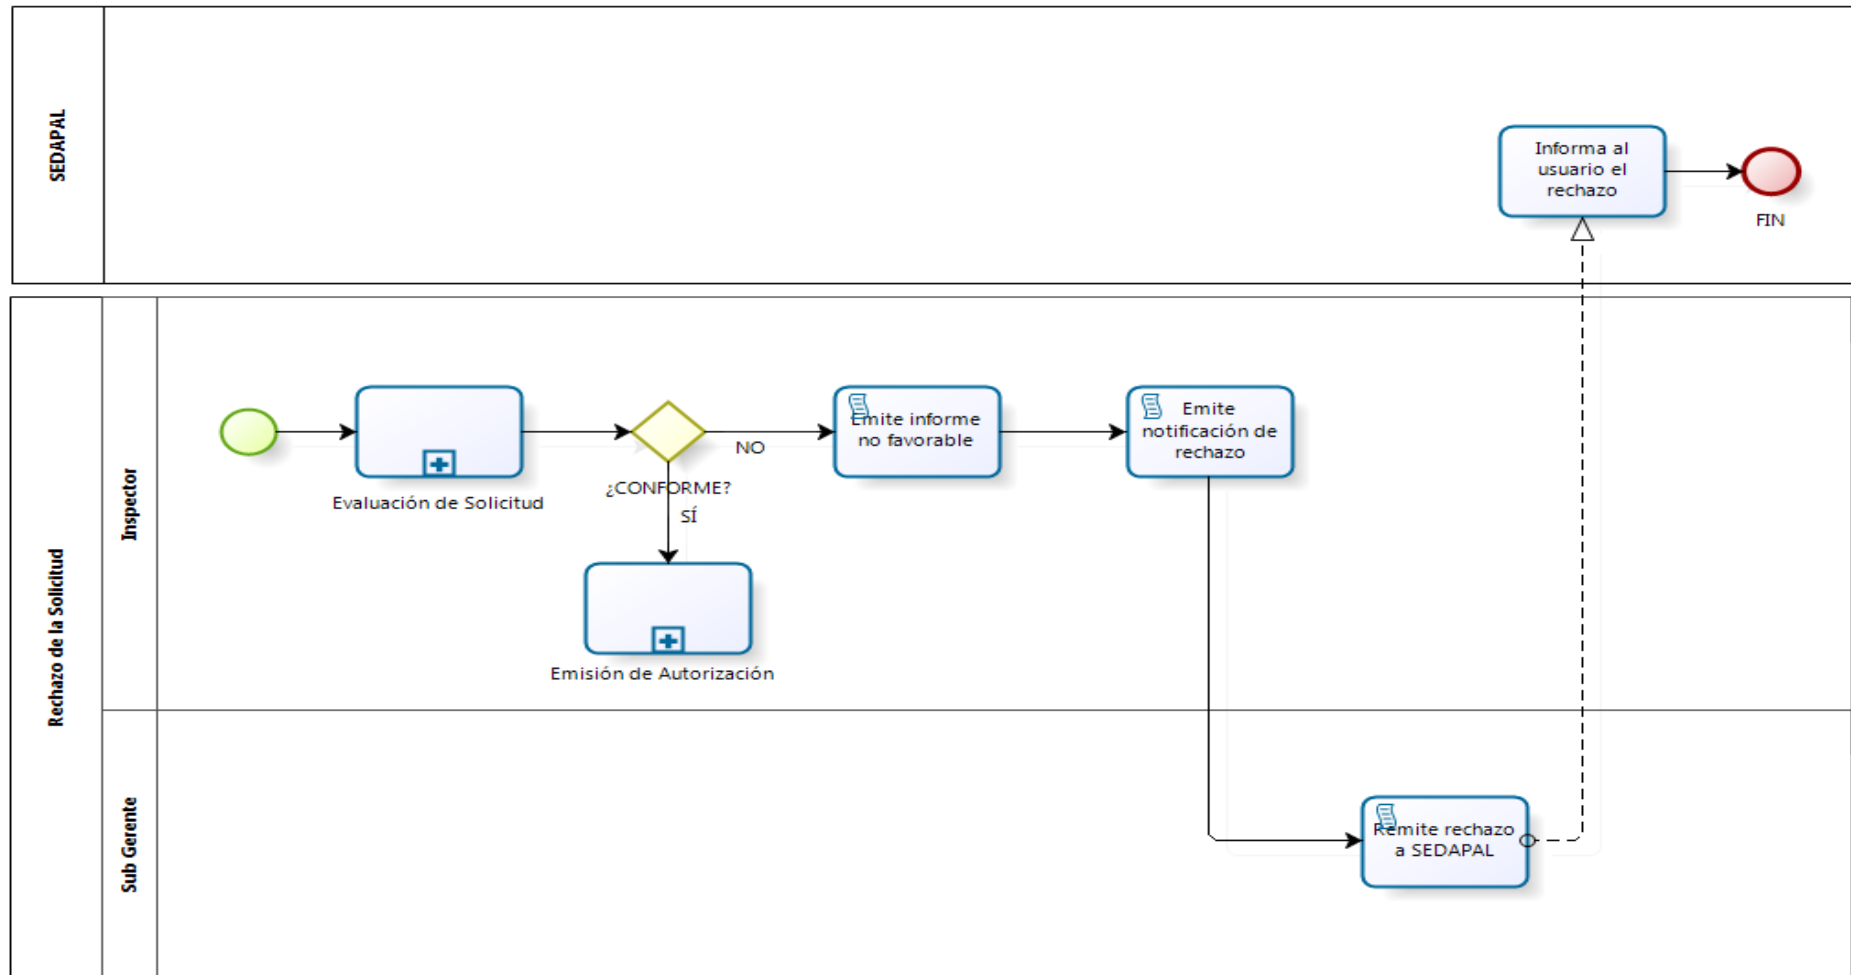 SEDAPAL
Informa al
usuario el
rechazo
FIN
Rechazo de la Solicitud
Inspector
Evaluación de Solicitud
¿CONFORME?
NO
SÍ
Emite informe
no favorable
Emite
notificación de
rechazo
Emisión de Autorización
Sub Gerente
Remite rechazo
a SEDAPAL